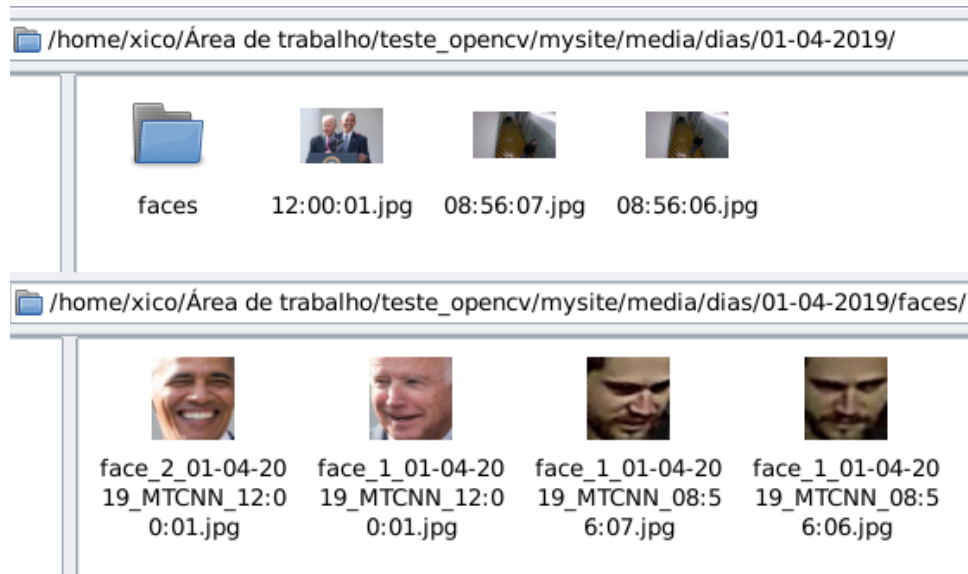 /home/xico/Área de trabalho/teste_opencv/mysite/media/dias/01-04-2019/
faces
12:00:01.jpg
08:56:07.jpg
08:56:06.jpg
/home/xico/Área de trabalho/teste_opencv/mysite/media/dias/01-04-2019/faces/
face_2_01-04-20
19_MTCNN_12:0
0:01.jpg
face_1_01-04-20
19_MTCNN_12:0
0:01.jpg
face_1_01-04-20
19_MTCNN_08:5
6:07.jpg
face_1_01-04-20
19_MTCNN_08:5
6:06.jpg